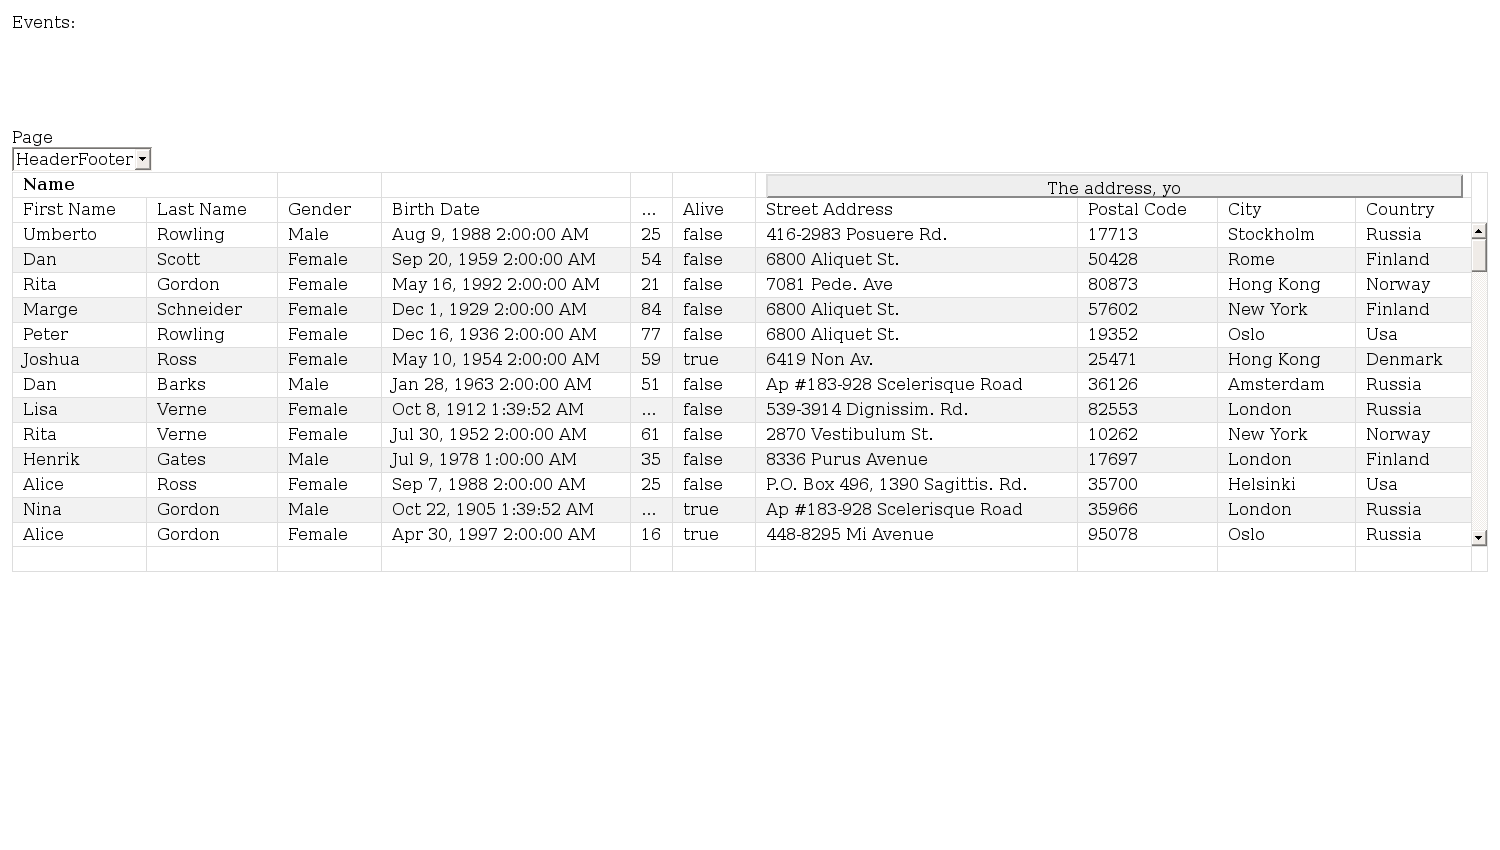 Events:
Page
HeaderFooter
Name The address, yo
First Name Last Name Gender Birth Date ... Alive Street Address Postal Code City Country
Umberto Rowling Male Aug 9, 1988 2:00:00 AM 25 false 416-2983 Posuere Rd. 17713 Stockholm Russia
Dan Scott Female Sep 20, 1959 2:00:00 AM 54 false 6800 Aliquet St. 50428 Rome Finland
Rita Gordon Female May 16, 1992 2:00:00 AM 21 false 7081 Pede. Ave 80873 Hong Kong Norway
Marge Schneider Female Dec 1, 1929 2:00:00 AM 84 false 6800 Aliquet St. 57602 New York Finland
Peter Rowling Female Dec 16, 1936 2:00:00 AM 77 false 6800 Aliquet St. 19352 Oslo Usa
Joshua Ross Female May 10, 1954 2:00:00 AM 59 true 6419 Non Av. 25471 Hong Kong Denmark
Dan Barks Male Jan 28, 1963 2:00:00 AM 51 false Ap #183-928 Scelerisque Road 36126 Amsterdam Russia
Lisa Verne Female Oct 8, 1912 1:39:52 AM ... false 539-3914 Dignissim. Rd. 82553 London Russia
Rita Verne Female Jul 30, 1952 2:00:00 AM 61 false 2870 Vestibulum St. 10262 New York Norway
Henrik Gates Male Jul 9, 1978 1:00:00 AM 35 false 8336 Purus Avenue 17697 London Finland
Alice Ross Female Sep 7, 1988 2:00:00 AM 25 false P.O. Box 496, 1390 Sagittis. Rd. 35700 Helsinki Usa
Nina Gordon Male Oct 22, 1905 1:39:52 AM ... true Ap #183-928 Scelerisque Road 35966 London Russia
Alice Gordon Female Apr 30, 1997 2:00:00 AM 16 true 448-8295 Mi Avenue 95078 Oslo Russia